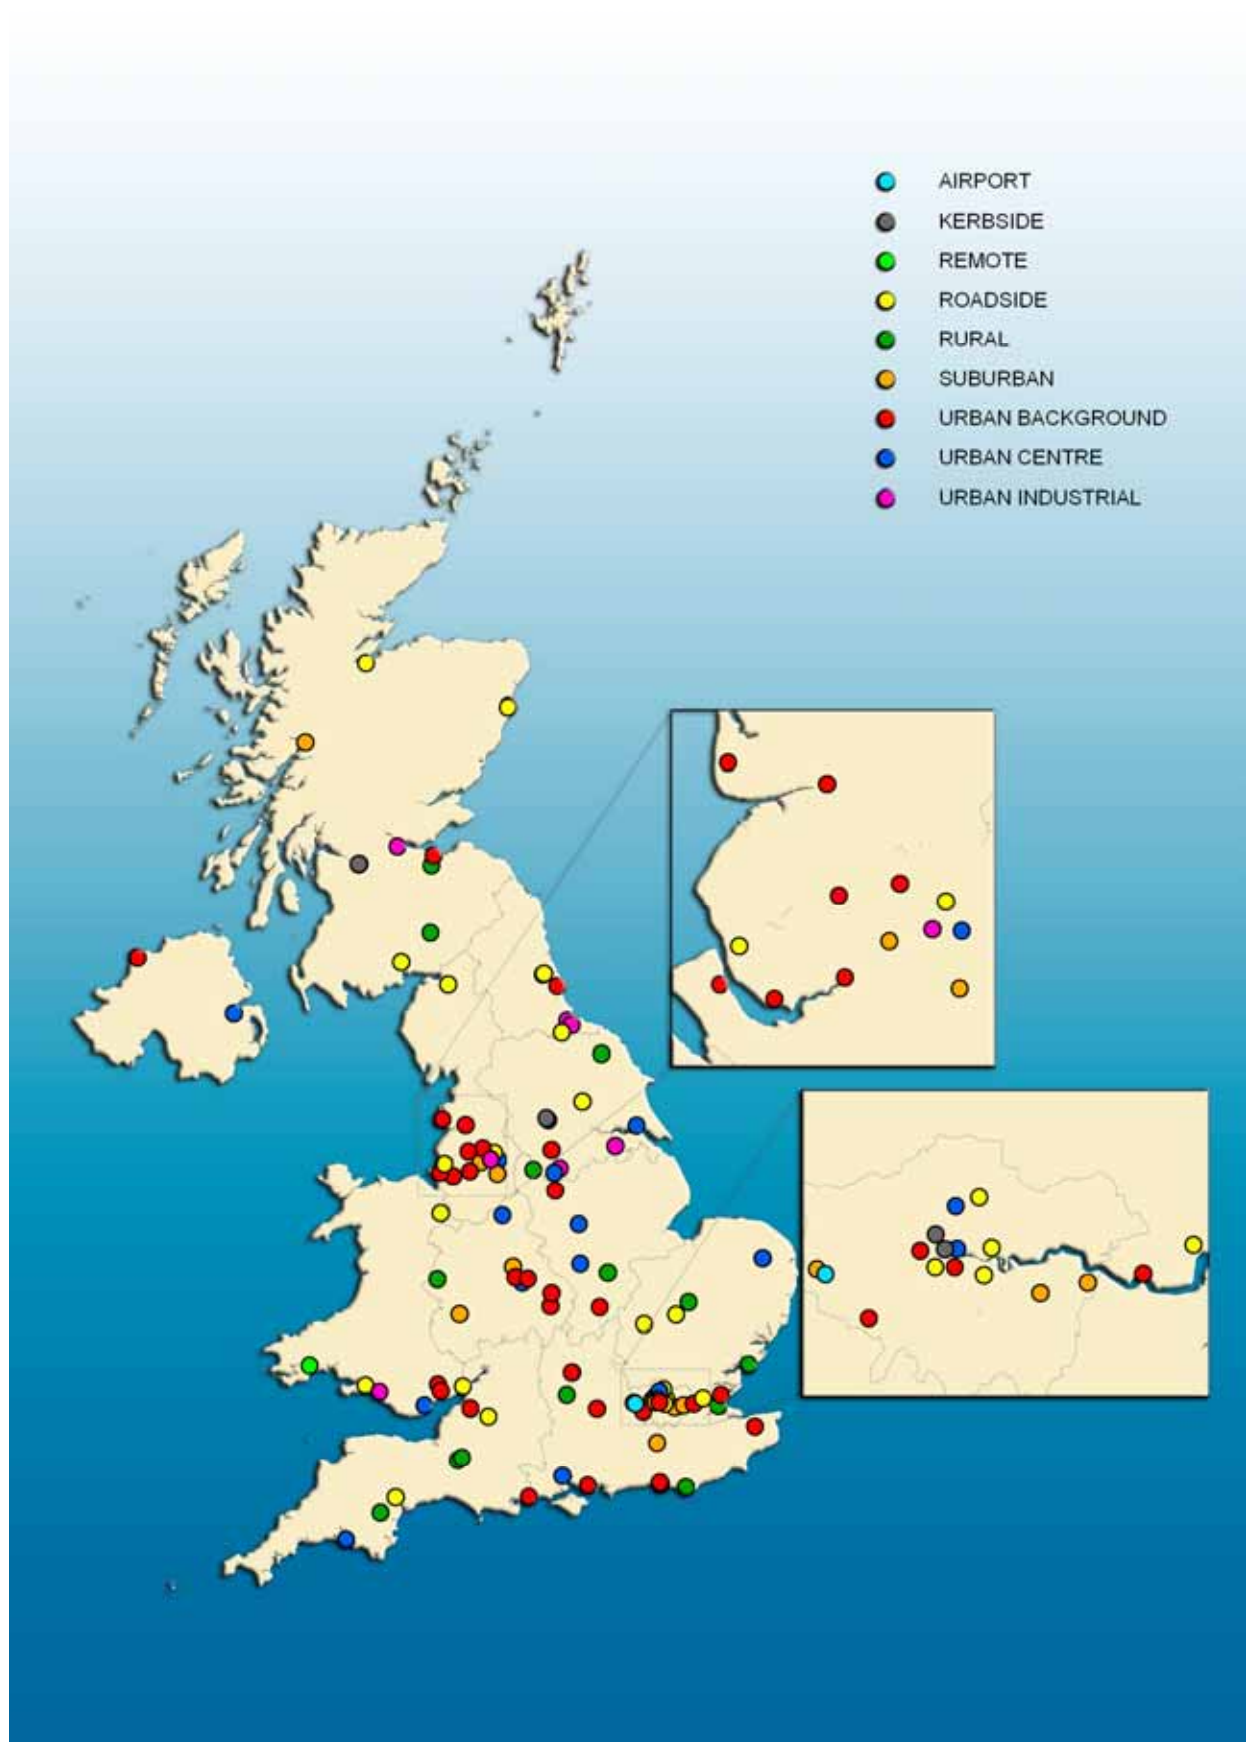 AIRPORT
KERBSIDE
REMOTE
ROADSIDE
RURAL
SUBURBAN
URBAN BACKGROUND
URBAN CENTRE
URBAN INDUSTRIAL